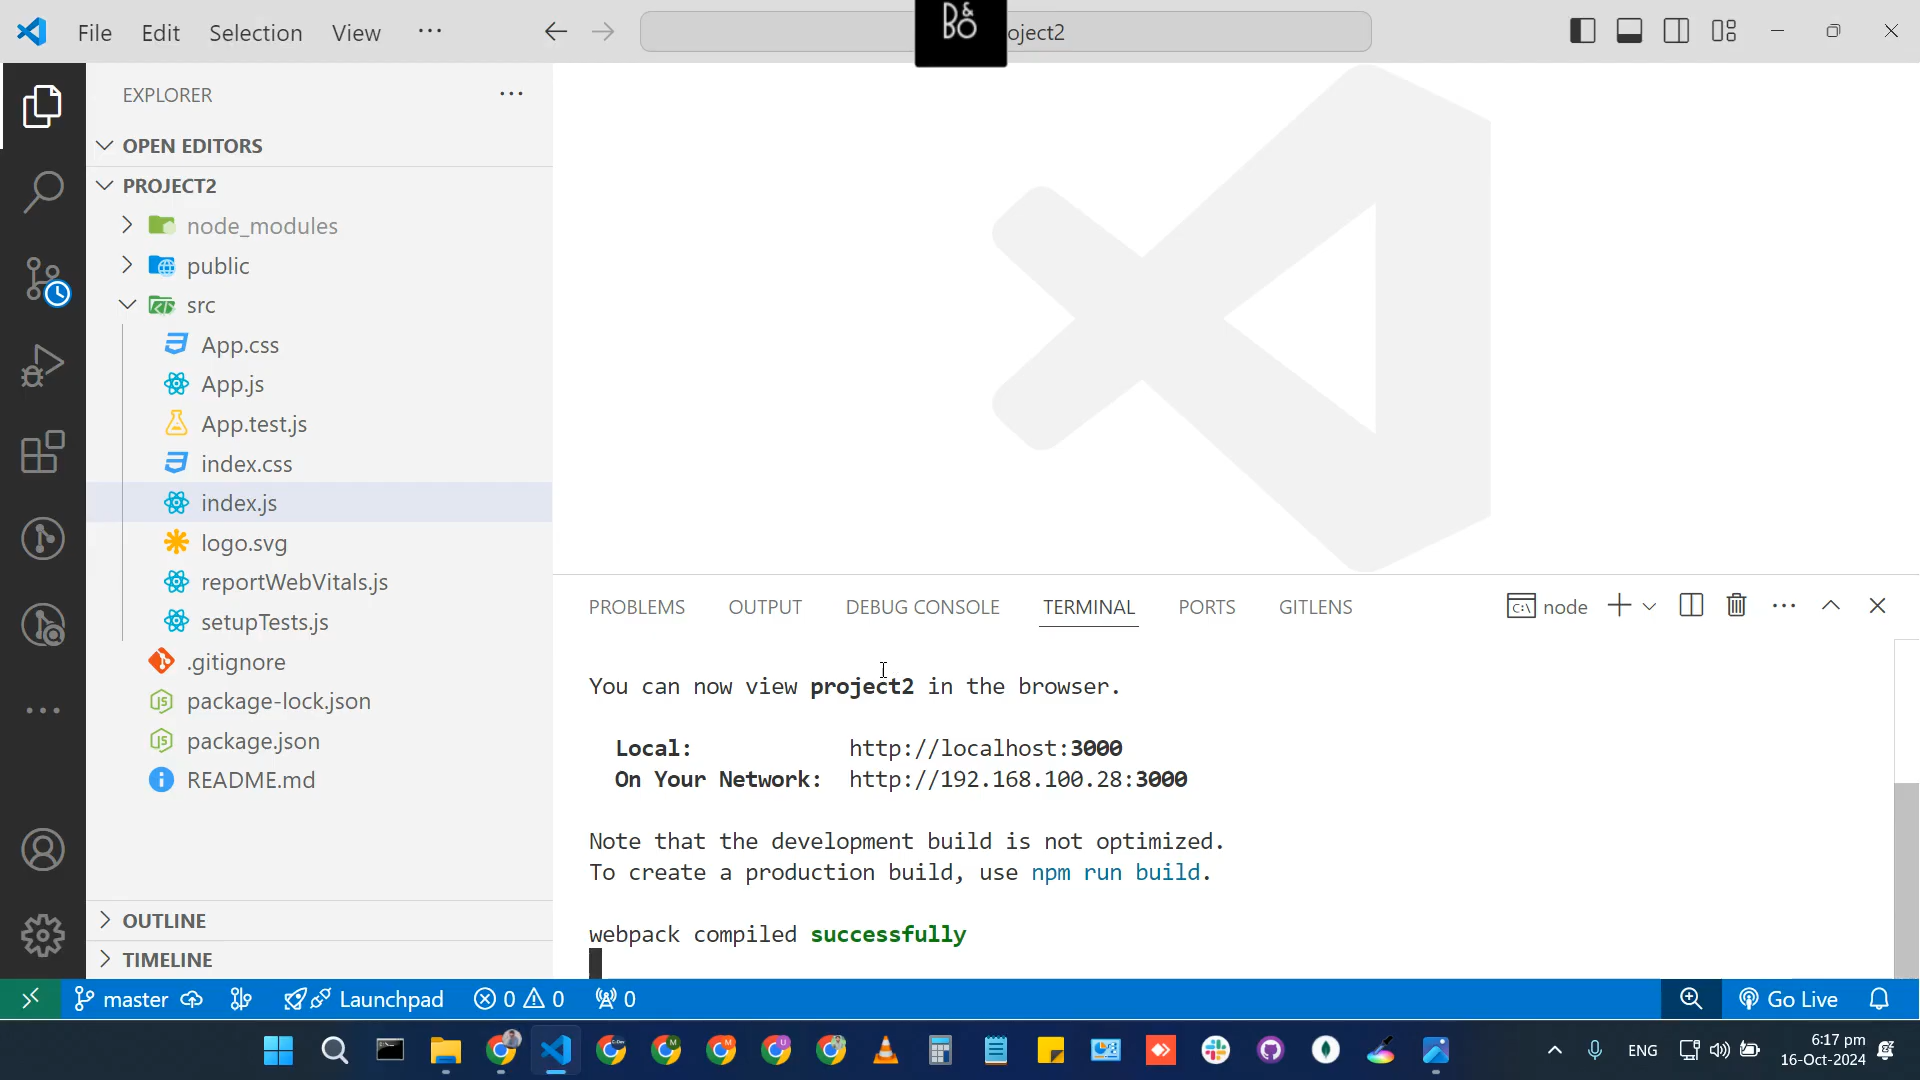 File Edit Selection View ...
B&O
oject2
EXPLORER
OPEN EDITORS
PROJECT2
node_modules
public
src
App.css
App.js
App.test.js
index.css
index.js
logo.svg
reportWebVitals.js
setupTests.js
.gitignore
package-lock.json
package.json
README.md
OUTLINE
TIMELINE
PROBLEMS OUTPUT DEBUG CONSOLE TERMINAL PORTS GITLENS
node
You can now view project2 in the browser.
Local: http://localhost:3000
On Your Network: http://192.168.100.28:3000
Note that the development build is not optimized.
To create a production build, use npm run build.
webpack compiled successfully
master Launchpad 0 0 0 Go Live
ENG
6:17 pm
16-Oct-2024